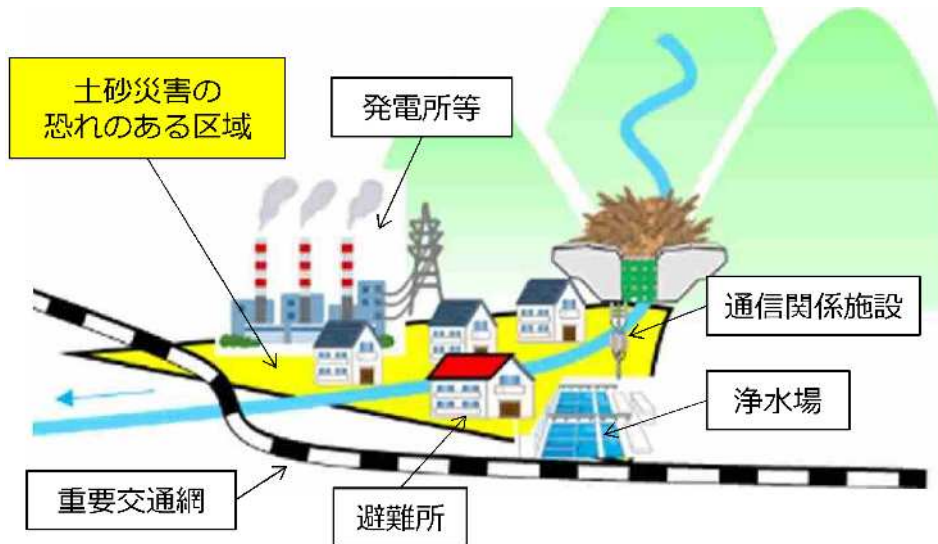 土砂災害の
恐れのある区域
発電所等
通信関係施設
浄水場
重要交通網
避難所